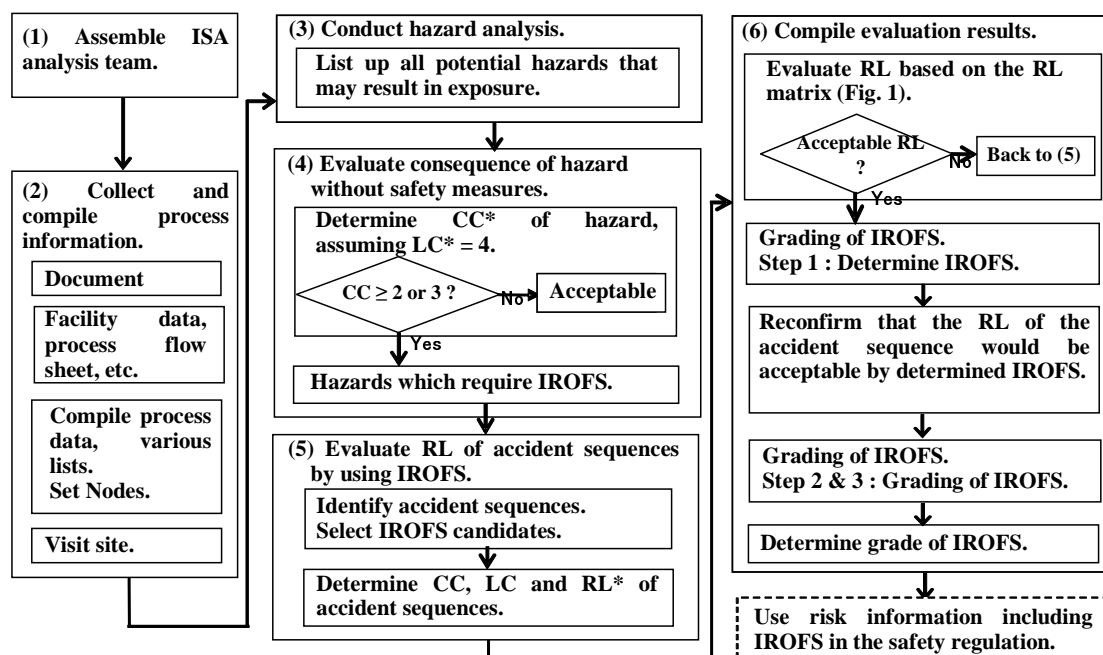 (1) Assemble ISA
analysis team.
(2) Collect and
compile process
information.
Document
Facility data,
process flow
sheet, etc.
Compile process
data, various
lists.
Set Nodes.
Visit site.
(3) Conduct hazard analysis.
List up all potential hazards that
may result in exposure.
(4) Evaluate consequence of hazard
without safety measures.
Determine CC* of hazard,
assuming LC* = 4.
CC ≥ 2 or 3 ?
No
Acceptable
Yes
Hazards which require IROFS.
(5) Evaluate RL of accident sequences
by using IROFS.
Identify accident sequences.
Select IROFS candidates.
Determine CC, LC and RL* of
accident sequences.
(6) Compile evaluation results.
Evaluate RL based on the RL
matrix (Fig. 1).
Acceptable RL
?
No
Back to (5)
Yes
Grading of IROFS.
Step 1 : Determine IROFS.
Reconfirm that the RL of the
accident sequence would be
acceptable by determined IROFS.
Grading of IROFS.
Step 2 & 3 : Grading of IROFS.
Determine grade of IROFS.
Use risk information including
IROFS in the safety regulation.